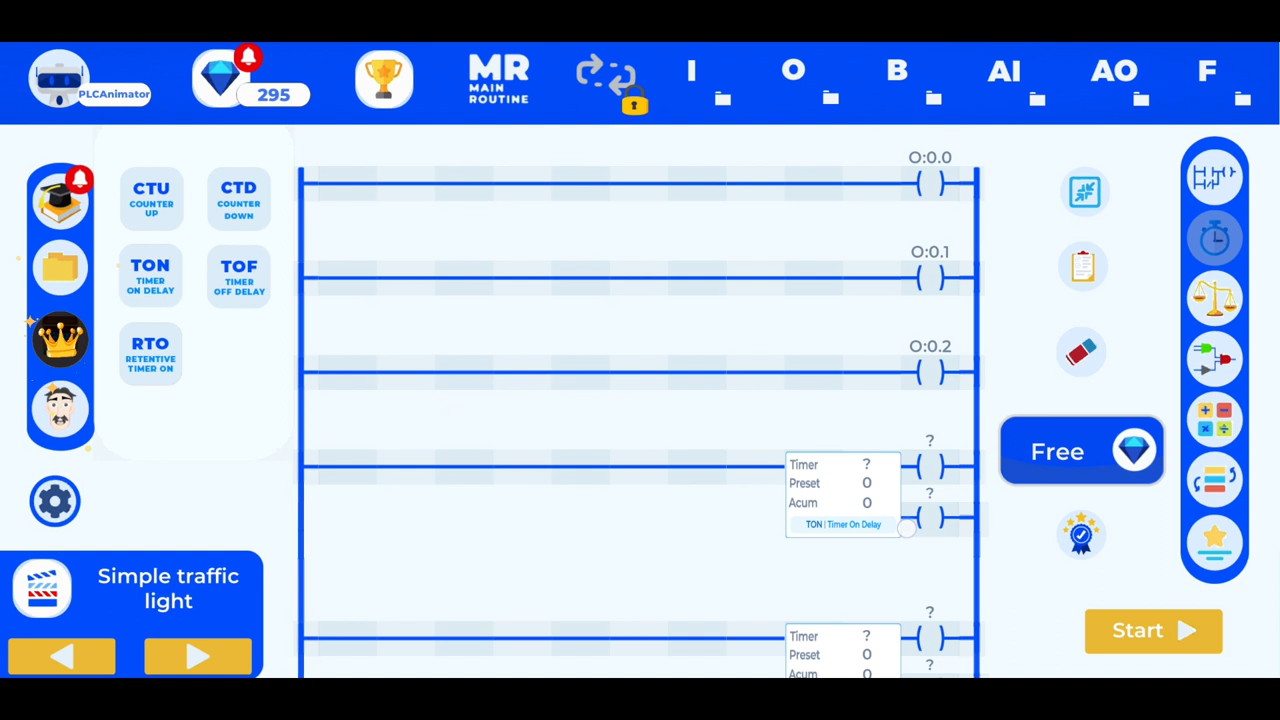 PLCAnimator
295
MR
MAIN
ROUTINE
I
O
B
AI
AO
F
CTU
COUNTER
UP
CTD
COUNTER
DOWN
TON
TIMER
ON DELAY
TOF
TIMER
OFF DELAY
RTO
RETENTIVE
TIMER ON
O:0.0
O:0.1
O:0.2
?
Timer ?
Preset 0
Acum 0
TON | Timer On Delay
?
?
Timer ?
Preset 0
Acum 0
?
Free
Simple traffic
light
Start